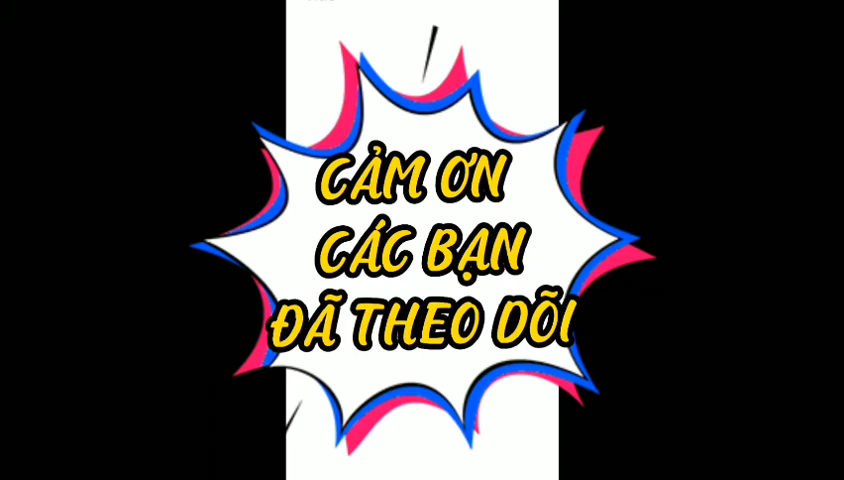 CẢM ƠN
CÁC BẠN
ĐÃ THEO DÕI